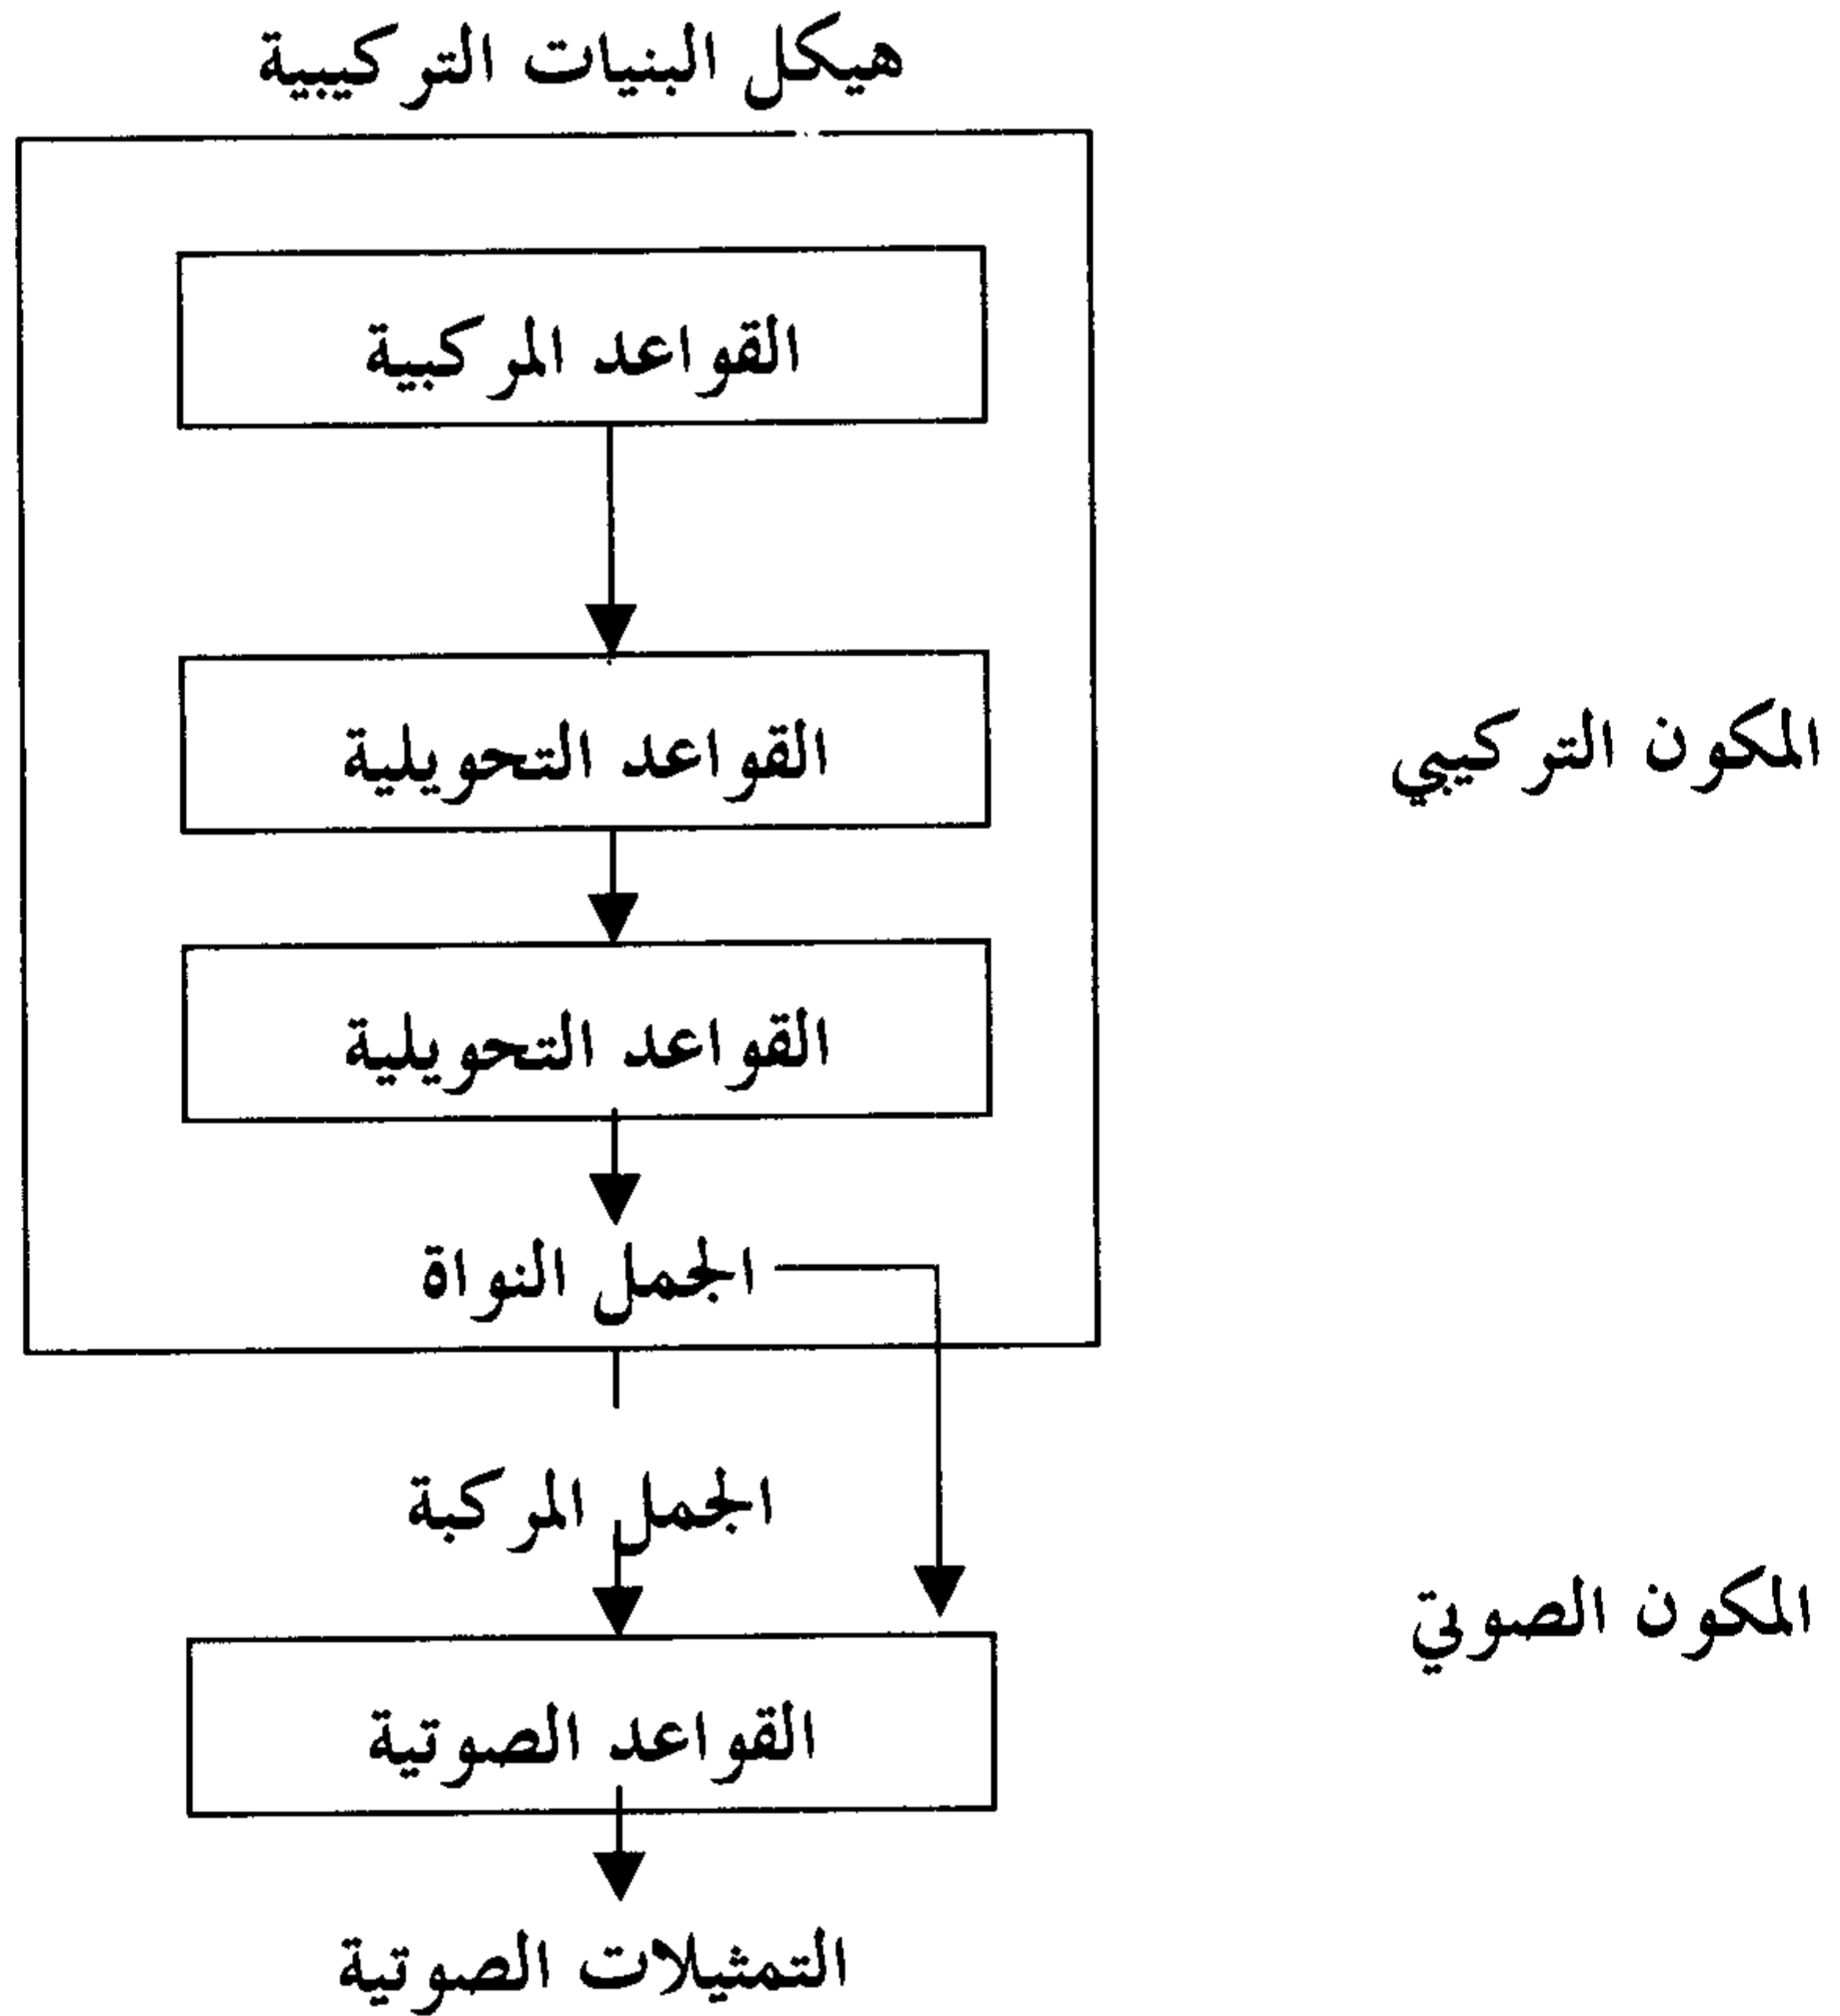 هيكل البنيات التركيبية
القواعد المركبية
القواعد التحويلية
المكون التركيبي
القواعد التحويلية
الجمل النواة
الجمل المركبة
المكون الصوتي
القواعد الصوتية
التمثيلات الصوتية